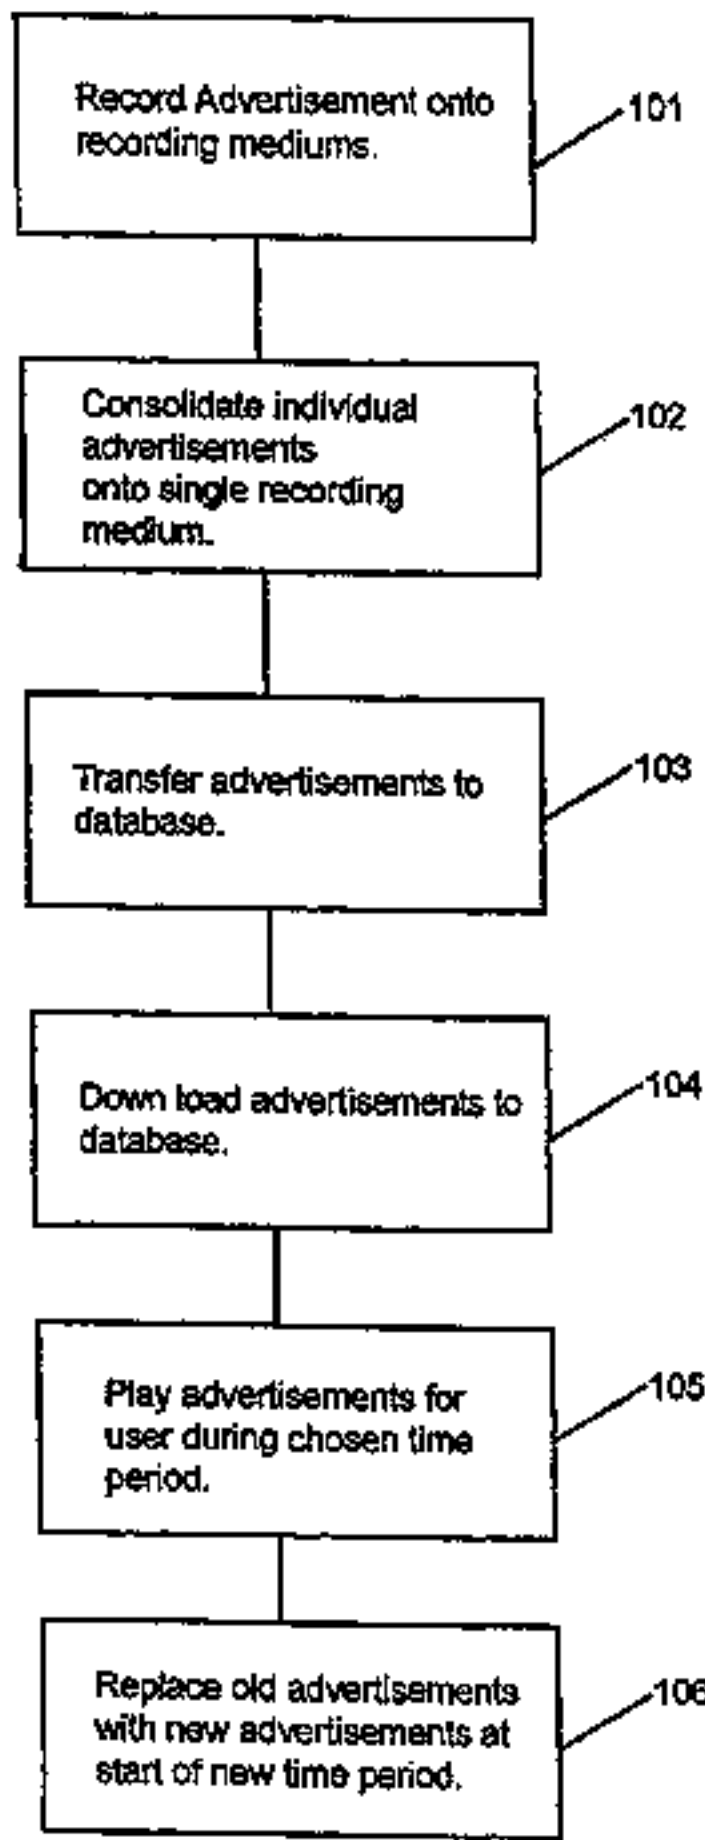 Record Advertisement onto
recording mediums.
101
Consolidate individual
advertisements
onto single recording
medium.
102
Transfer advertisements to
database.
103
Down load advertisements to
database.
104
Play advertisements for
user during chosen time
period.
105
Replace old advertisements
with new advertisements at
start of new time period.
106